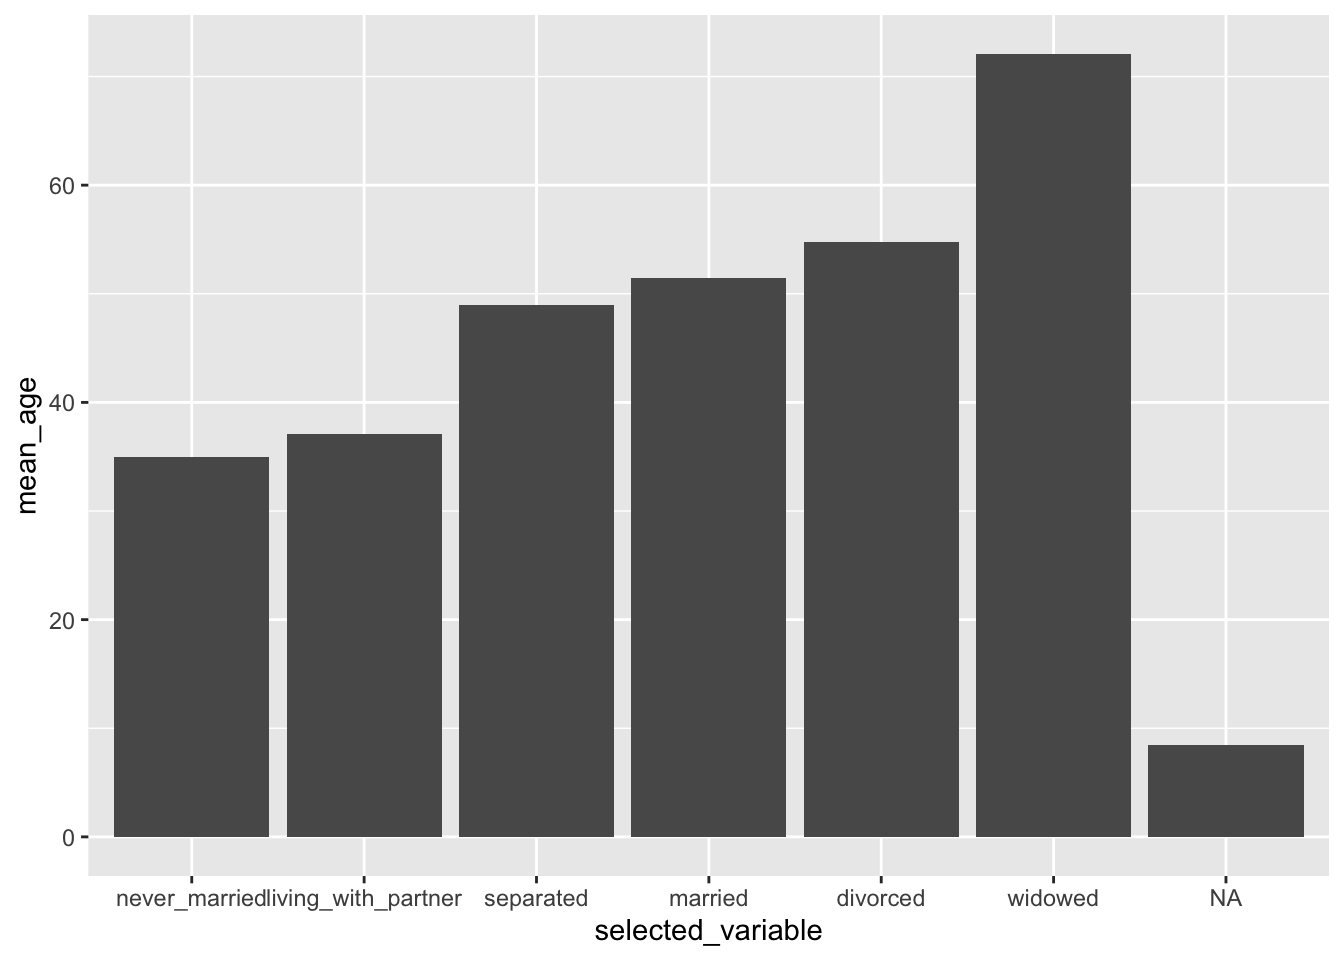 mean_age
60
40
20
0
never_married living_with_partner separated married divorced widowed NA
selected_variable